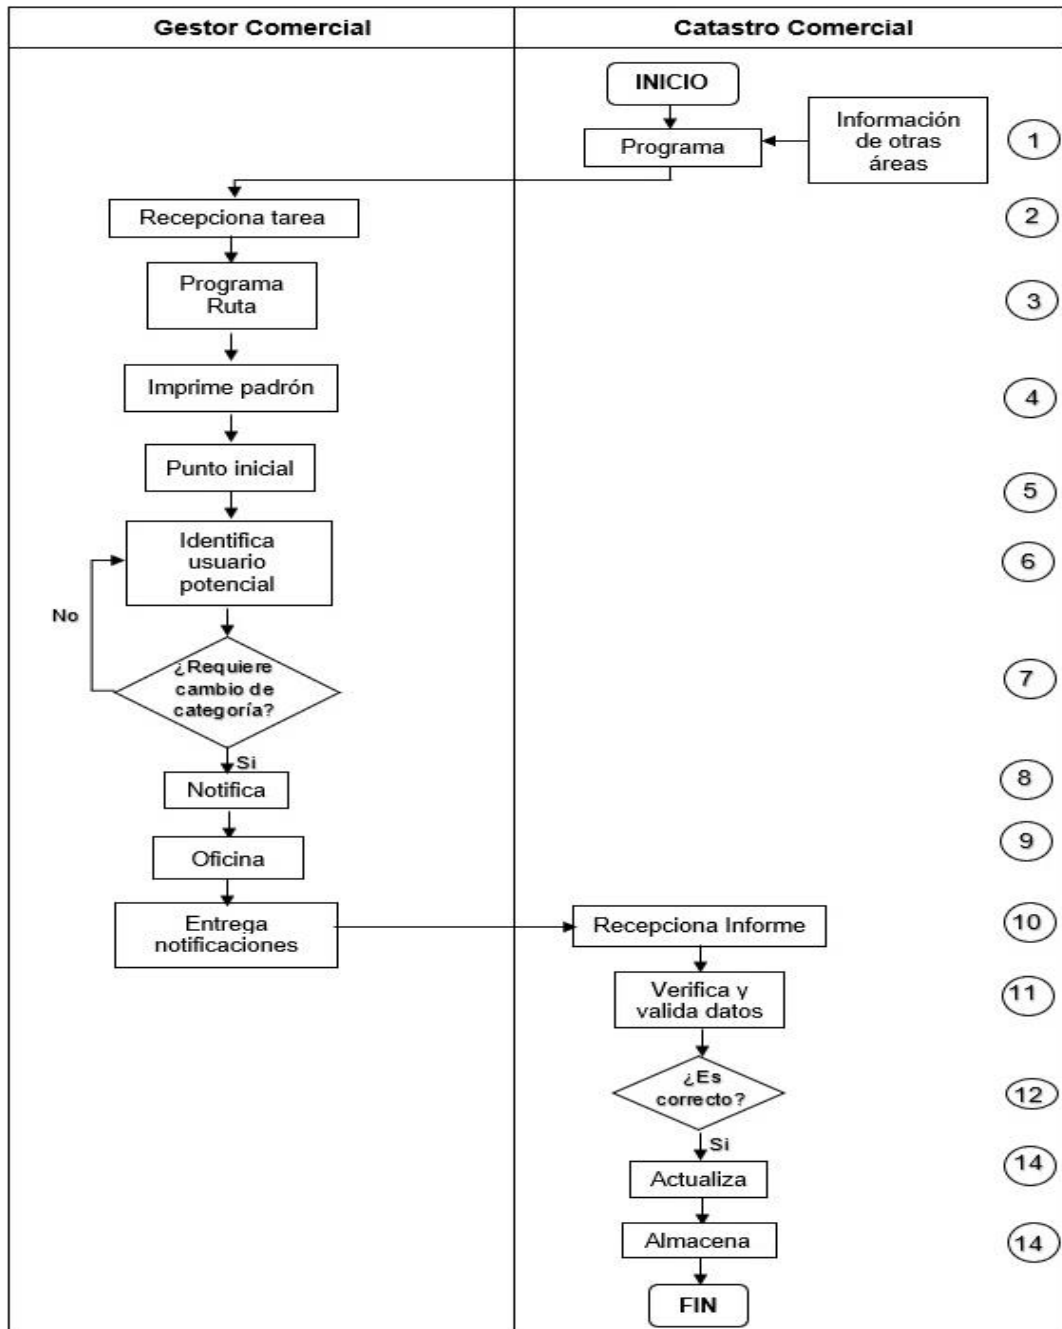 Gestor Comercial
Catastro Comercial
INICIO
Programa
Información
de otras
áreas
1
Recepciona tarea
2
Programa
Ruta
3
Imprime padrón
4
Punto inicial
5
Identifica
usuario
potencial
6
No
¿Requiere
cambio de
categoría?
7
Si
Notifica
8
Oficina
9
Entrega
notificaciones
Recepciona Informe
10
Verifica y
valida datos
11
¿Es
correcto?
12
Si
Actualiza
14
Almacena
14
FIN